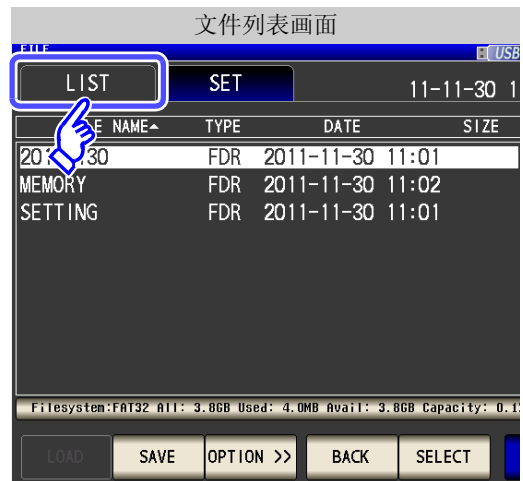 文件列表画面
FILE
USB
LIST
SET
11-11-30 1
E NAME▲ TYPE DATE SIZE
FDR 2011-11-30 11:01
MEMORY FDR 2011-11-30 11:02
SETTING FDR 2011-11-30 11:01
Filesystem:FAT32 All: 3.8GB Used: 4.0MB Avail: 3.8GB Capacity: 0.1
LOAD SAVE OPTION >> BACK SELECT